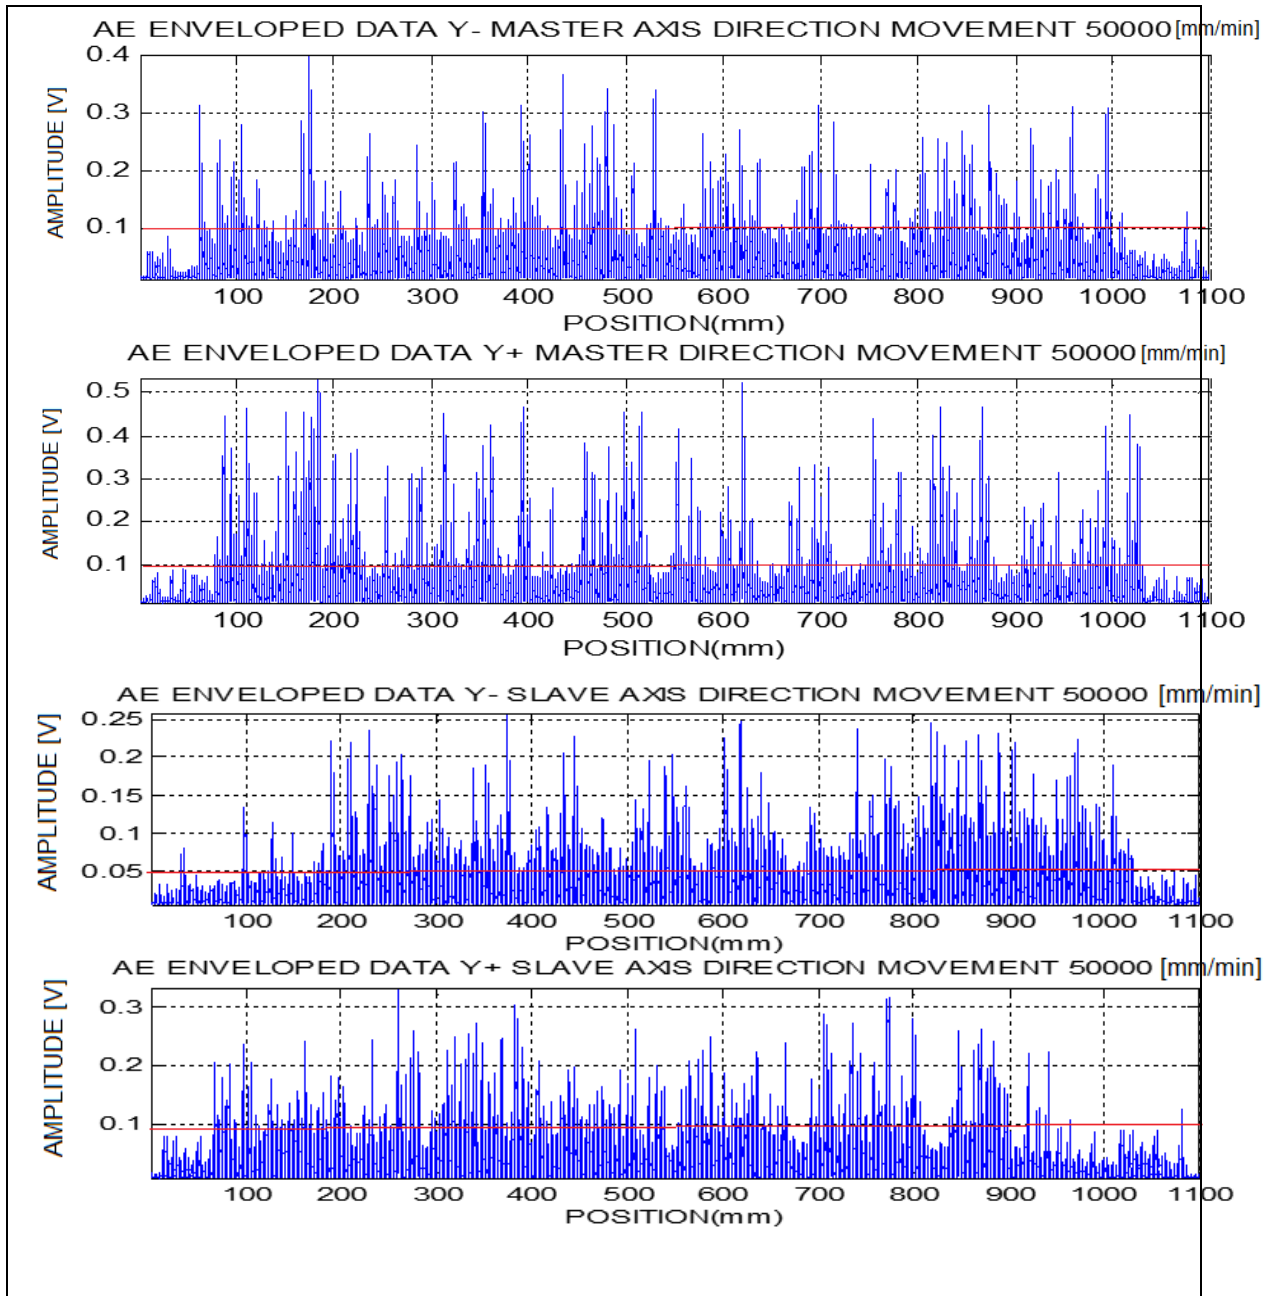 AE ENVELOPED DATA Y- MASTER AXIS DIRECTION MOVEMENT 50000 [mm/min]
AMPLITUDE [V]
0.4
0.3
0.2
0.1
100 200 300 400 500 600 700 800 900 1000 1100
POSITION(mm)
AE ENVELOPED DATA Y+ MASTER DIRECTION MOVEMENT 50000 [mm/min]
AMPLITUDE [V]
0.5
0.4
0.3
0.2
0.1
100 200 300 400 500 600 700 800 900 1000 1100
POSITION(mm)
AE ENVELOPED DATA Y- SLAVE AXIS DIRECTION MOVEMENT 50000 [mm/min]
AMPLITUDE [V]
0.25
0.2
0.15
0.1
0.05
100 200 300 400 500 600 700 800 900 1000 1100
POSITION(mm)
AE ENVELOPED DATA Y+ SLAVE AXIS DIRECTION MOVEMENT 50000 [mm/min]
AMPLITUDE [V]
0.3
0.2
0.1
100 200 300 400 500 600 700 800 900 1000 1100
POSITION(mm)